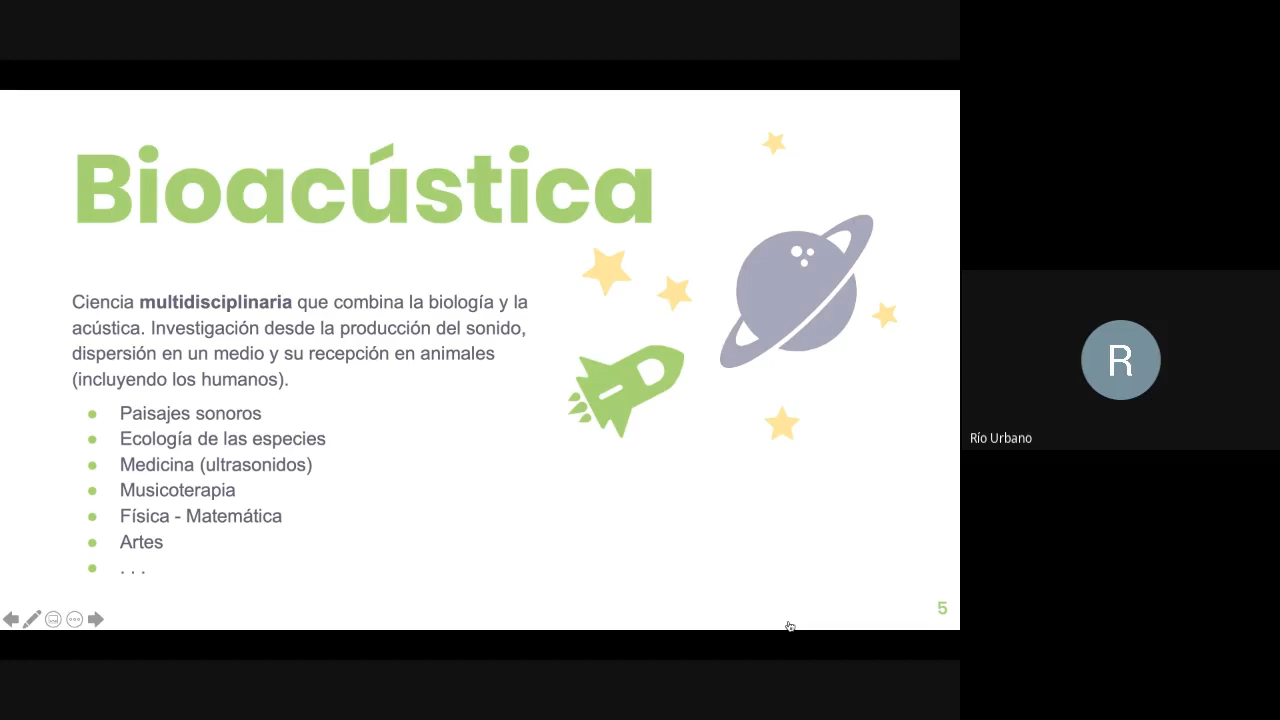 Bioacústica
Ciencia multidisciplinaria que combina la biología y la
acústica. Investigación desde la producción del sonido,
dispersión en un medio y su recepción en animales
(incluyendo los humanos).
● Paisajes sonoros
● Ecología de las especies
● Medicina (ultrasonidos)
● Musicoterapia
● Física - Matemática
● Artes
● . . .
5
R
Río Urbano